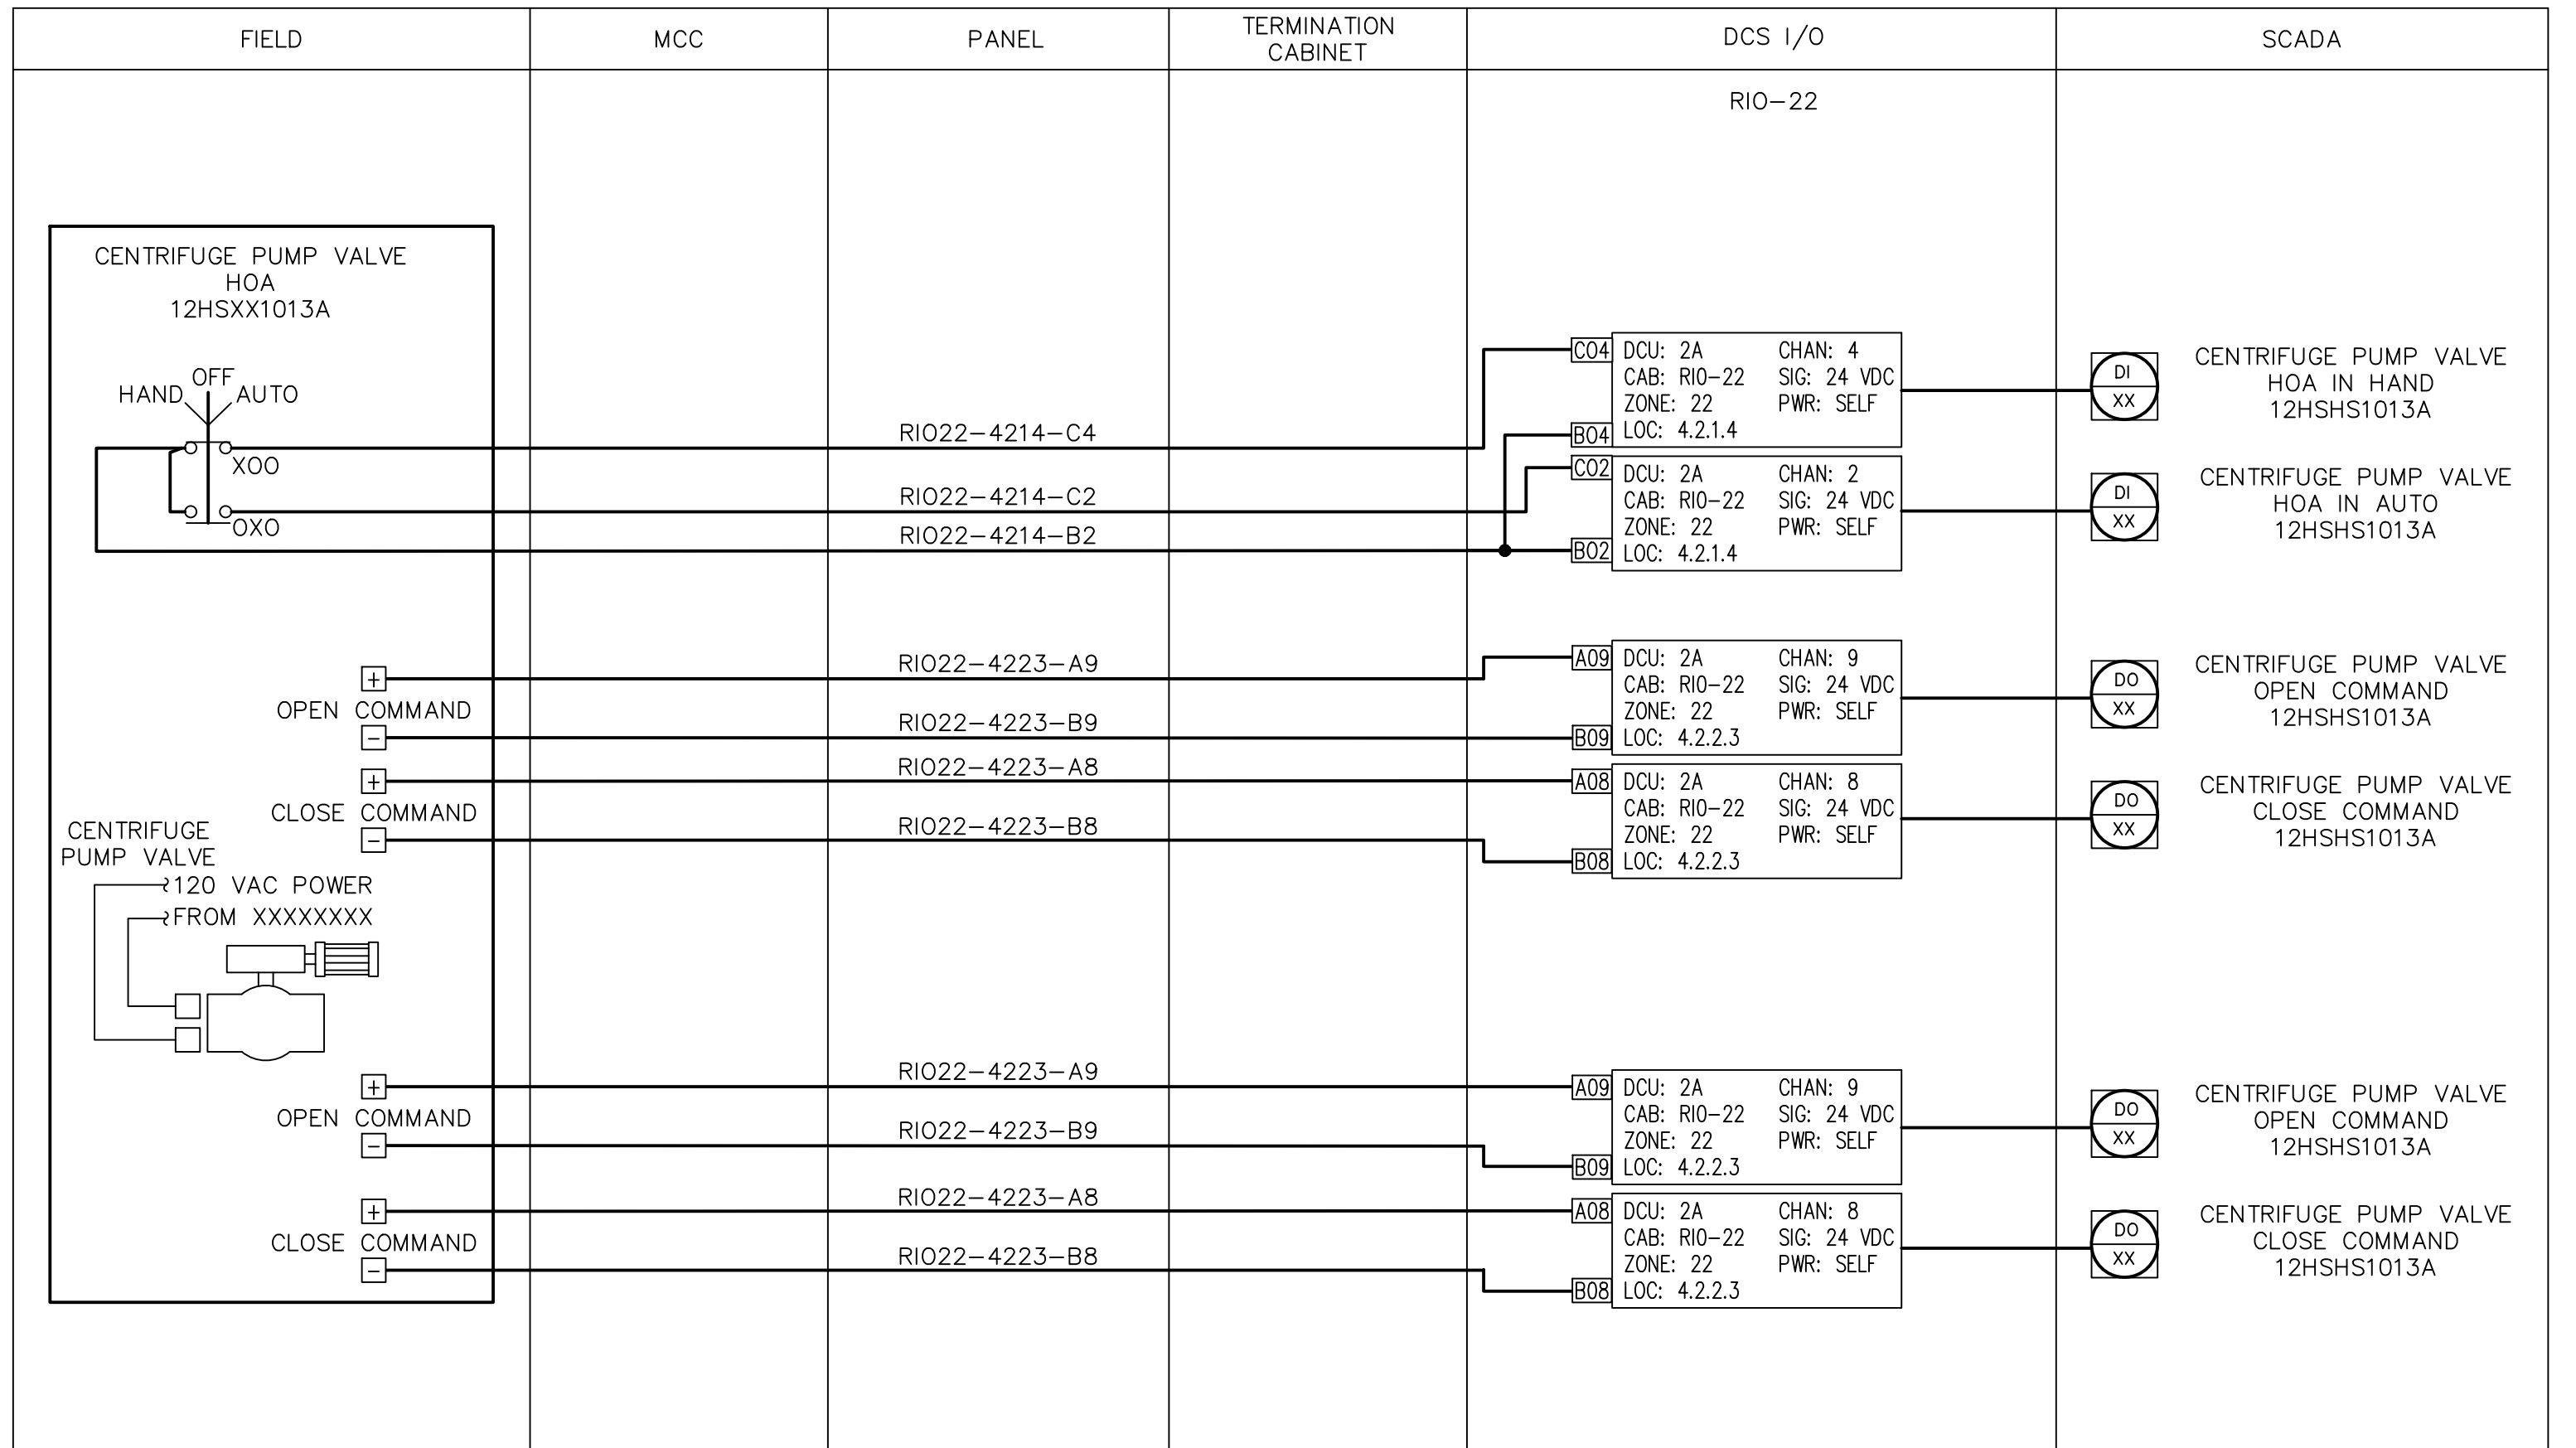 FIELD
MCC
PANEL
TERMINATION
CABINET
DCS I/O
SCADA
RIO-22
CENTRIFUGE PUMP VALVE
HOA
12HSXX1013A
OFF
HAND
AUTO
XOO
OXO
RIO22-4214-C4
RIO22-4214-C2
RIO22-4214-B2
C04
B04
DCU: 2A CHAN: 4
CAB: RIO-22 SIG: 24 VDC
ZONE: 22 PWR: SELF
LOC: 4.2.1.4
DI
XX
CENTRIFUGE PUMP VALVE
HOA IN HAND
12HSHS1013A
C02
B02
DCU: 2A CHAN: 2
CAB: RIO-22 SIG: 24 VDC
ZONE: 22 PWR: SELF
LOC: 4.2.1.4
DI
XX
CENTRIFUGE PUMP VALVE
HOA IN AUTO
12HSHS1013A
+
OPEN COMMAND
-
RIO22-4223-A9
RIO22-4223-B9
A09
B09
DCU: 2A CHAN: 9
CAB: RIO-22 SIG: 24 VDC
ZONE: 22 PWR: SELF
LOC: 4.2.2.3
DO
XX
CENTRIFUGE PUMP VALVE
OPEN COMMAND
12HSHS1013A
+
CLOSE COMMAND
-
RIO22-4223-A8
RIO22-4223-B8
A08
B08
DCU: 2A CHAN: 8
CAB: RIO-22 SIG: 24 VDC
ZONE: 22 PWR: SELF
LOC: 4.2.2.3
DO
XX
CENTRIFUGE PUMP VALVE
CLOSE COMMAND
12HSHS1013A
CENTRIFUGE
PUMP VALVE
120 VAC POWER
FROM XXXXXXXX
+
OPEN COMMAND
-
RIO22-4223-A9
RIO22-4223-B9
A09
B09
DCU: 2A CHAN: 9
CAB: RIO-22 SIG: 24 VDC
ZONE: 22 PWR: SELF
LOC: 4.2.2.3
DO
XX
CENTRIFUGE PUMP VALVE
OPEN COMMAND
12HSHS1013A
+
CLOSE COMMAND
-
RIO22-4223-A8
RIO22-4223-B8
A08
B08
DCU: 2A CHAN: 8
CAB: RIO-22 SIG: 24 VDC
ZONE: 22 PWR: SELF
LOC: 4.2.2.3
DO
XX
CENTRIFUGE PUMP VALVE
CLOSE COMMAND
12HSHS1013A